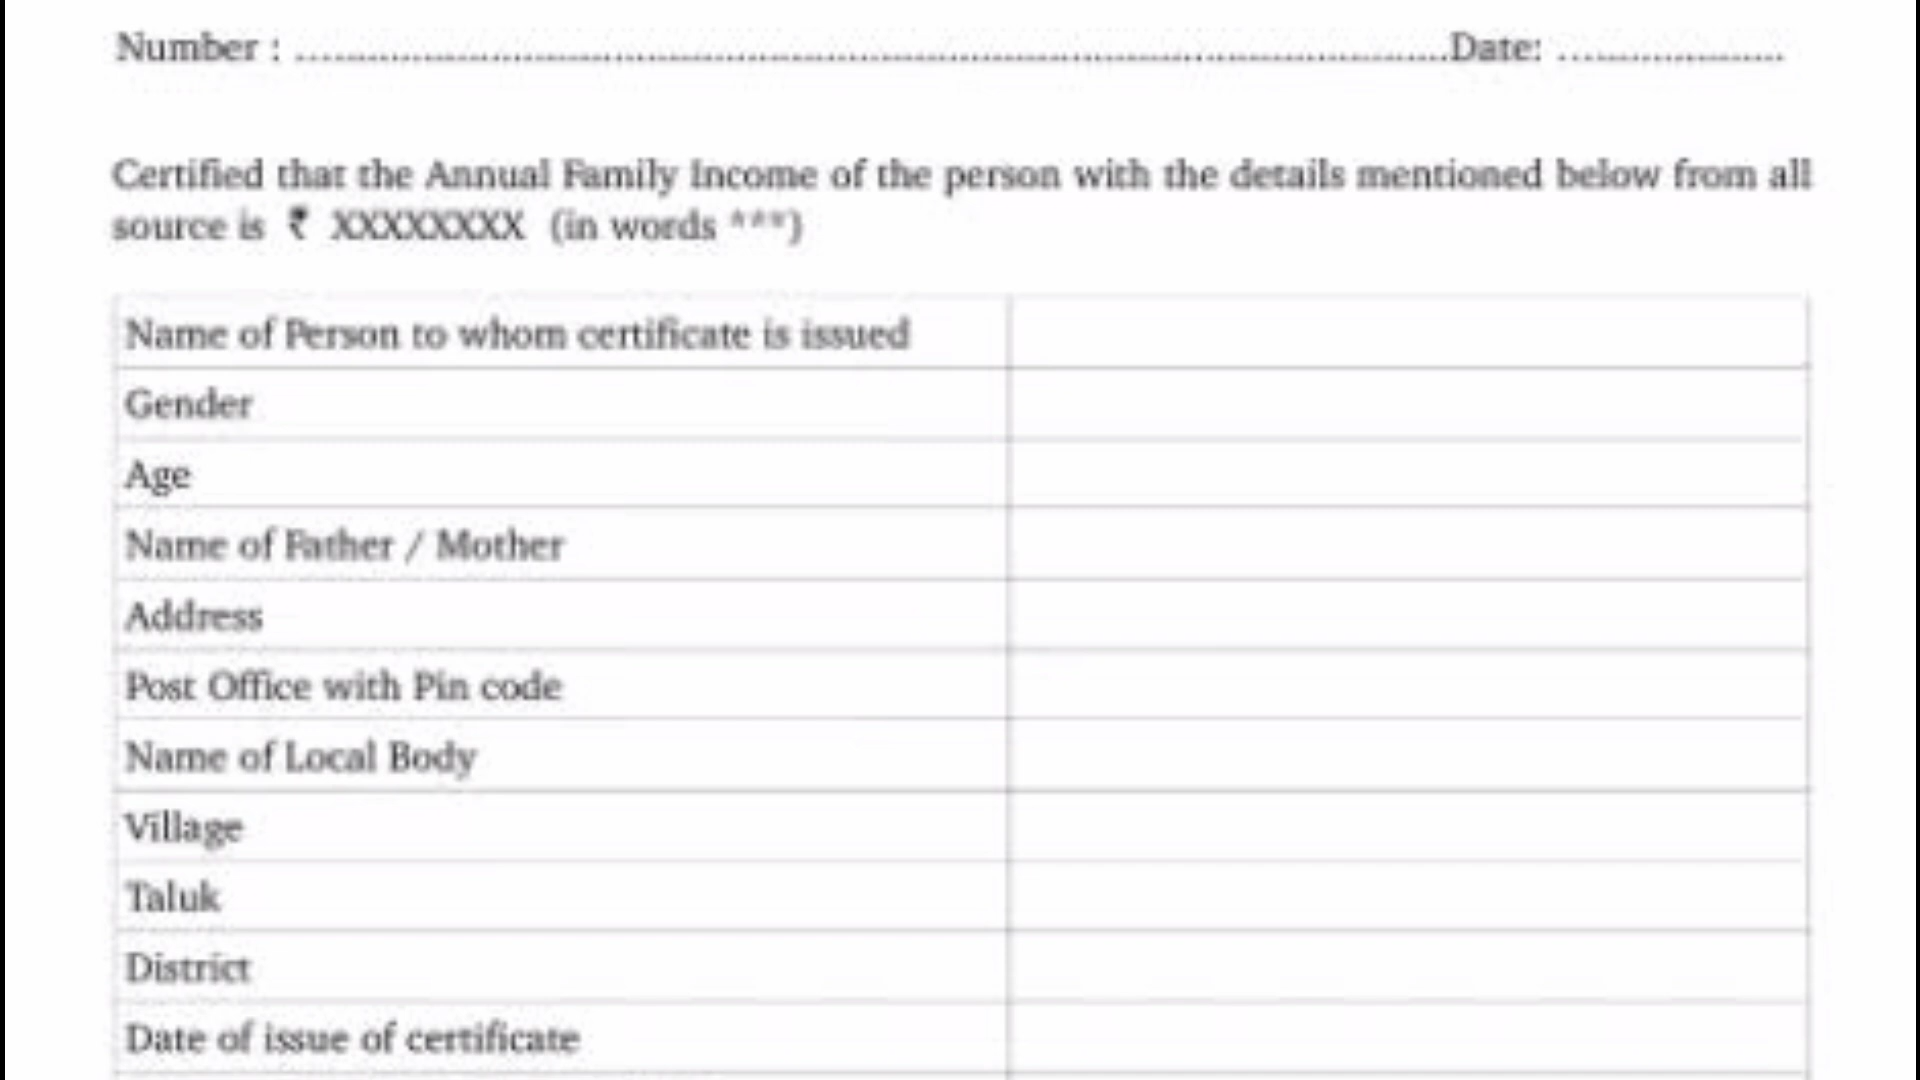 Number : ........................................................................................................Date: ......................
Certified that the Annual Family Income of the person with the details mentioned below from all
source is ₹ XXXXXXXX (in words ***)
Name of Person to whom certificate is issued
Gender
Age
Name of Father / Mother
Address
Post Office with Pin code
Name of Local Body
Village
Taluk
District
Date of issue of certificate